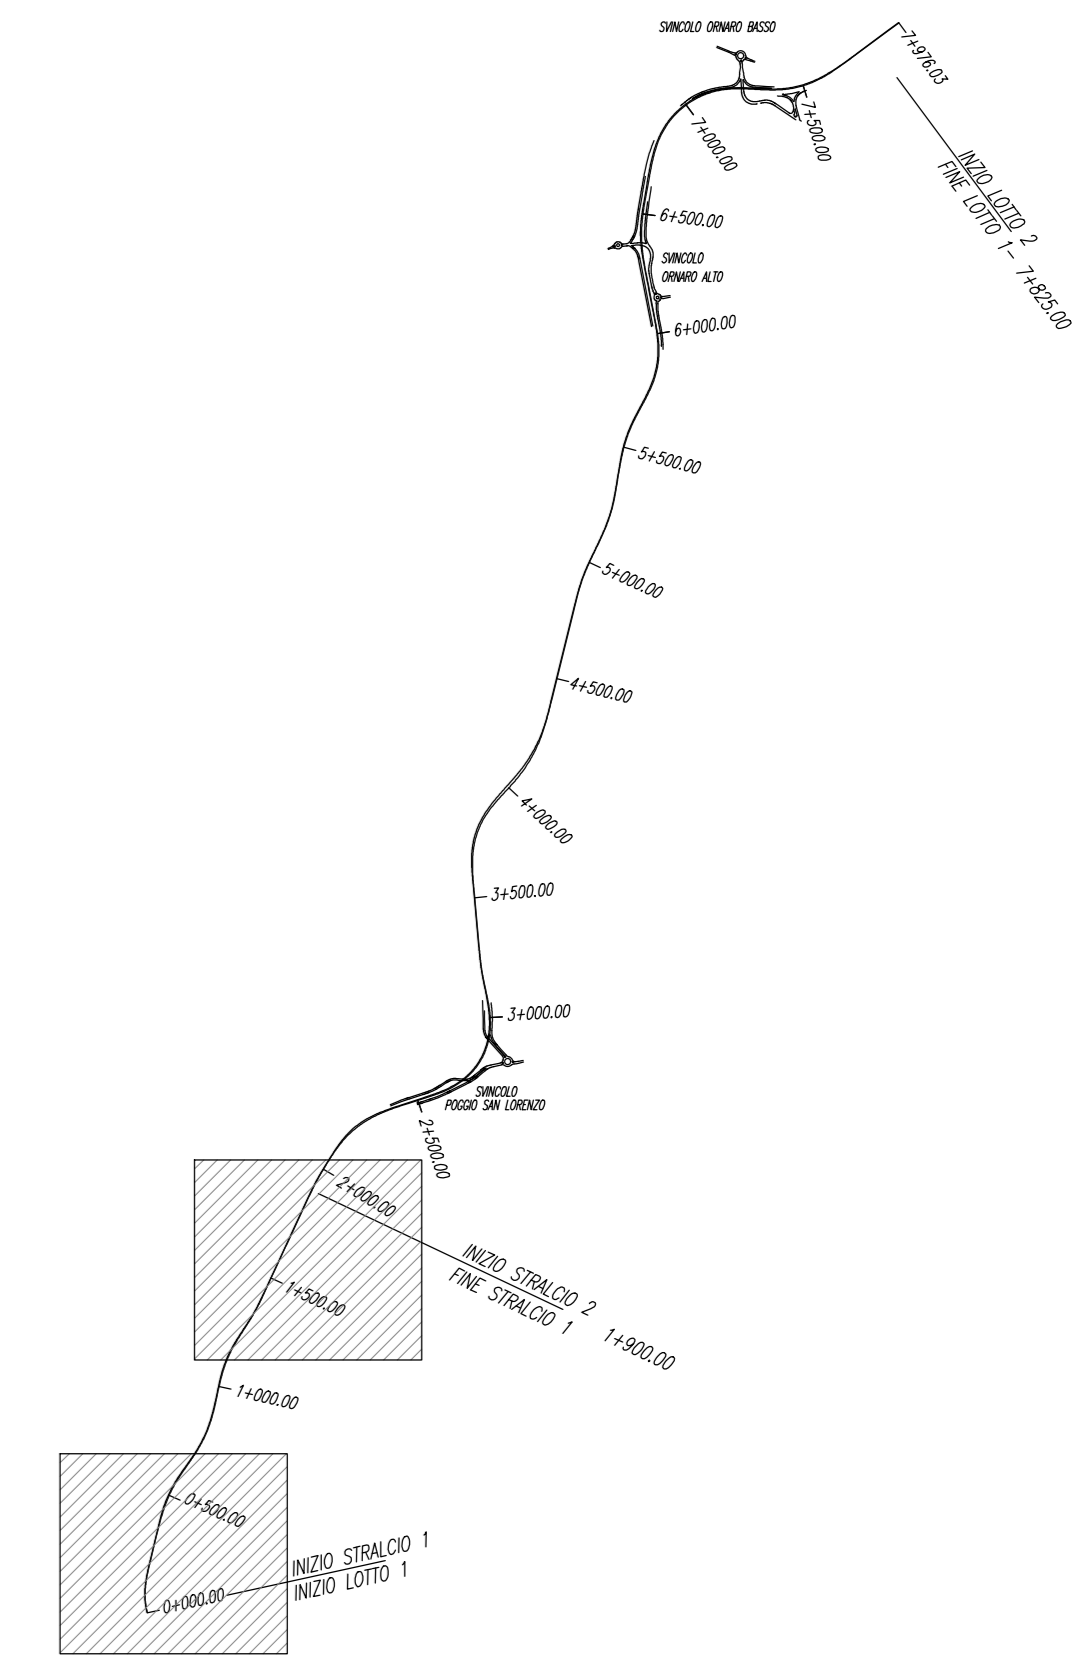 SVINCOLO ORNARO BASSO
7+976.03
7+500.00
7+000.00
INZIO LOTTO 2
FINE LOTTO 1- 7+825.00
6+500.00
SVINCOLO
ORNARO ALTO
6+000.00
5+500.00
5+000.00
4+500.00
4+000.00
3+500.00
3+000.00
SVINCOLO
POGGIO SAN LORENZO
2+500.00
2+000.00
INIZIO STRALCIO 2
FINE STRALCIO 1 1+900.00
1+500.00
1+000.00
0+500.00
INIZIO STRALCIO 1
INIZIO LOTTO 1
0+000.00